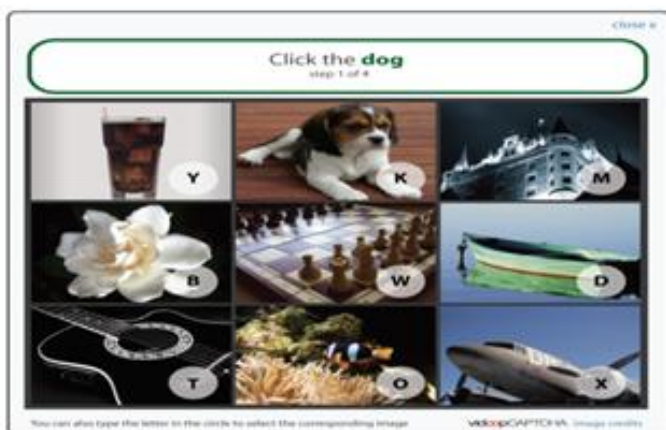 close x
Click the dog
step 1 of 4
Y K M
B W D
T O X
You can also type the letter in the circle to select the corresponding image
vidoopCAPTCHA image credits